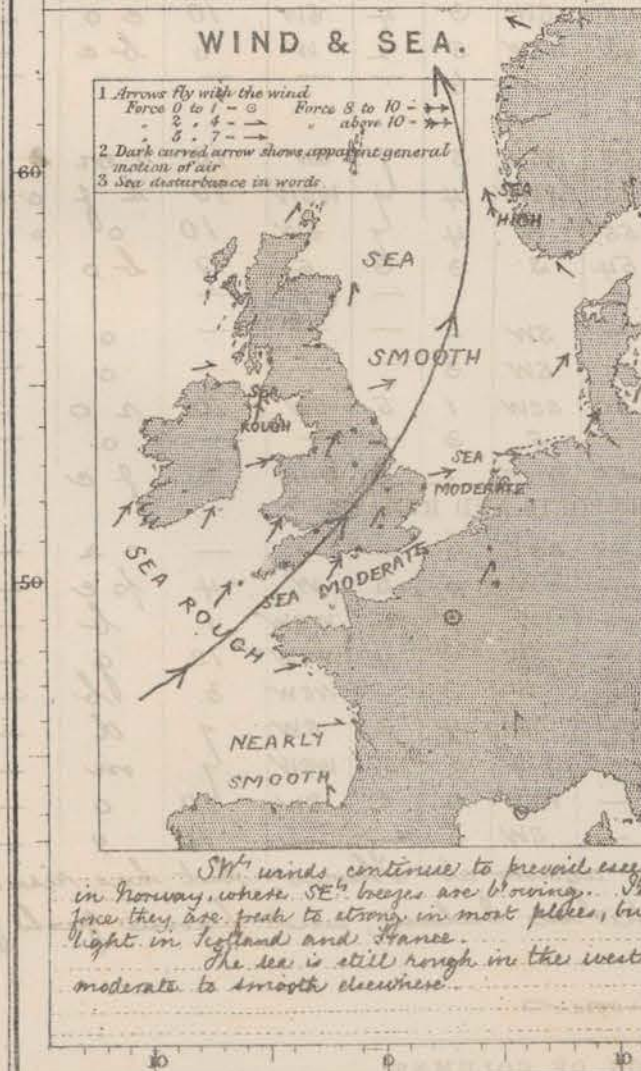 WIND & SEA.
1 Arrows fly with the wind
Force 0 to 1 - ⊙ Force 8 to 10 -
" 2 " 4 - " above 10 -
" 5 " 7 -
2 Dark curved arrow shows apparent general
motion of air
3 Sea disturbance in words
60
SEA
HIGH
SEA
SMOOTH
SEA
ROUGH
SEA
MODERATE
50
SEA ROUGH
SEA MODERATE
NEARLY
SMOOTH
SWly winds continue to prevail
in Norway, where SEly breezes are blowing.
force they are fresh to strong in most places,
light in Scotland and France.
The sea is still rough in the west
moderate to smooth elsewhere.
10
0
10